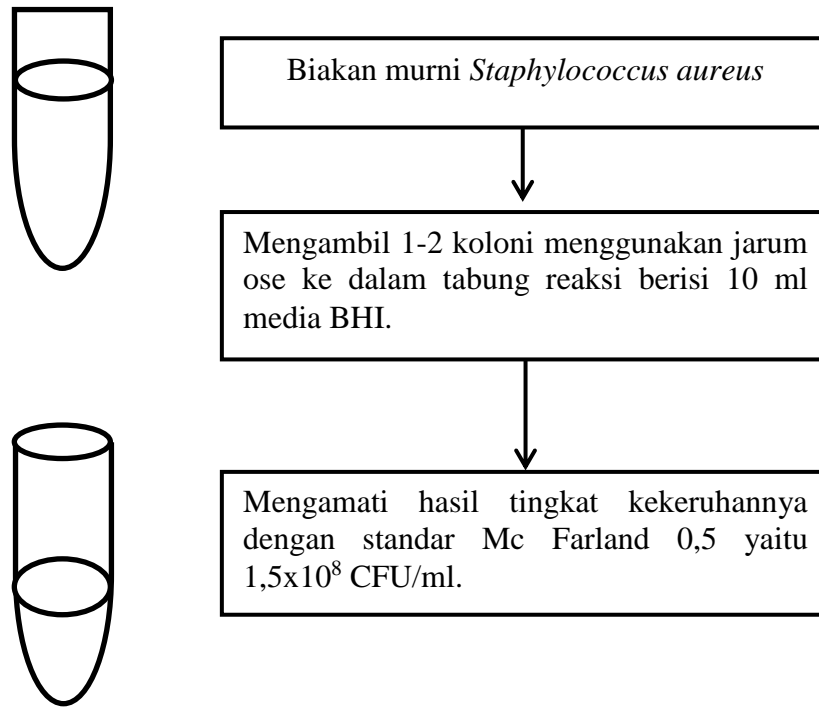 Biakan murni Staphylococcus aureus
Mengambil 1-2 koloni menggunakan jarum
ose ke dalam tabung reaksi berisi 10 ml
media BHI.
Mengamati hasil tingkat kekeruhannya
dengan standar Mc Farland 0,5 yaitu
1,5x10⁸ CFU/ml.